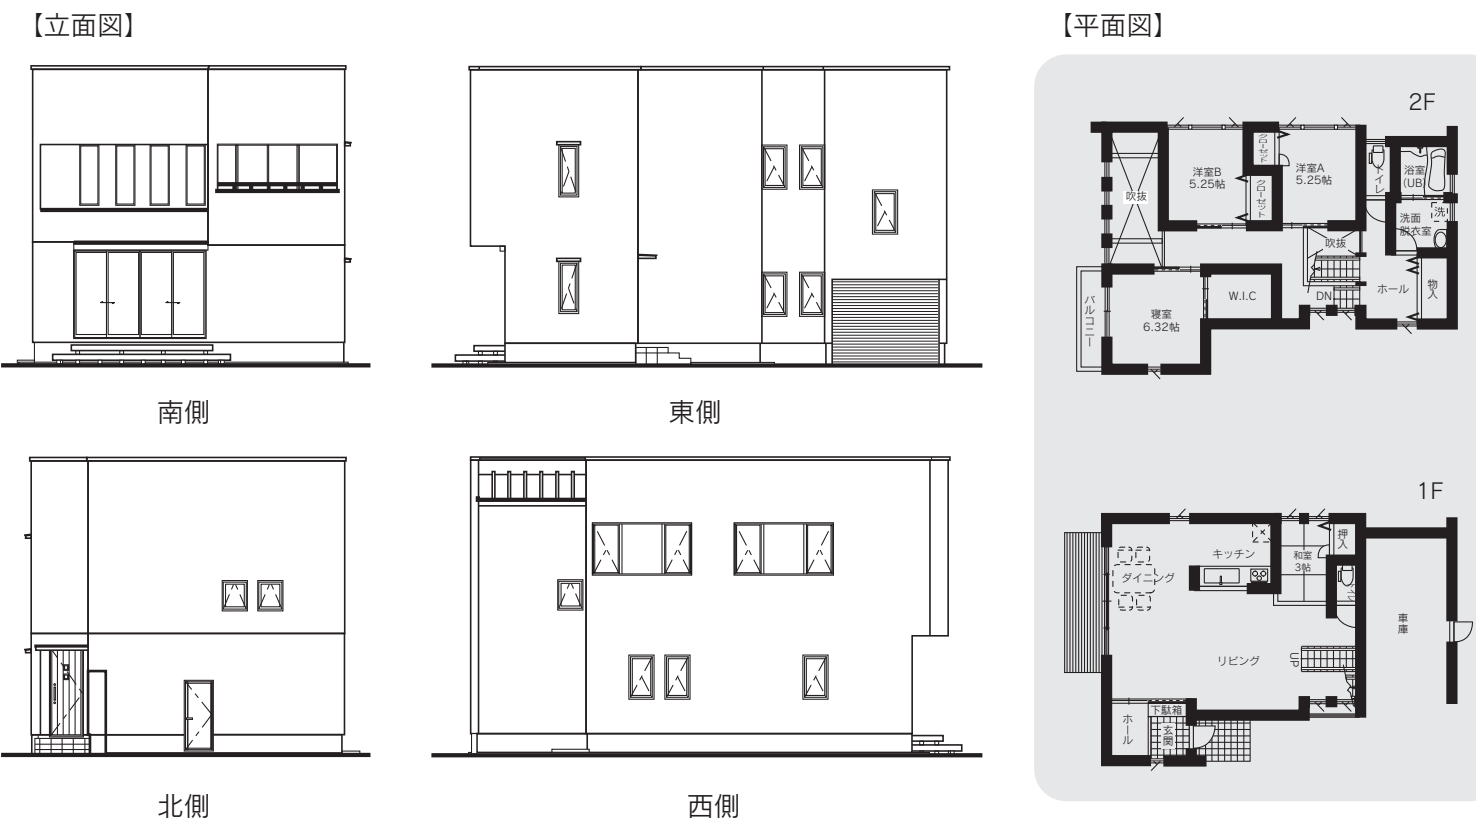 【立面図】
南側
東側
北側
西側
【平面図】
2F
吹抜
洋室B
5.25帖
クローゼット
クローゼット
洋室A
5.25帖
トイレ
浴室
(UB)
洗面
脱衣室
洗
吹抜
バルコニー
寝室
6.32帖
W.I.C
DN
ホール
物入
1F
ダイニング
キッチン
和室
3帖
押入
トイレ
車庫
リビング
UP
ホール
下駄箱
玄関